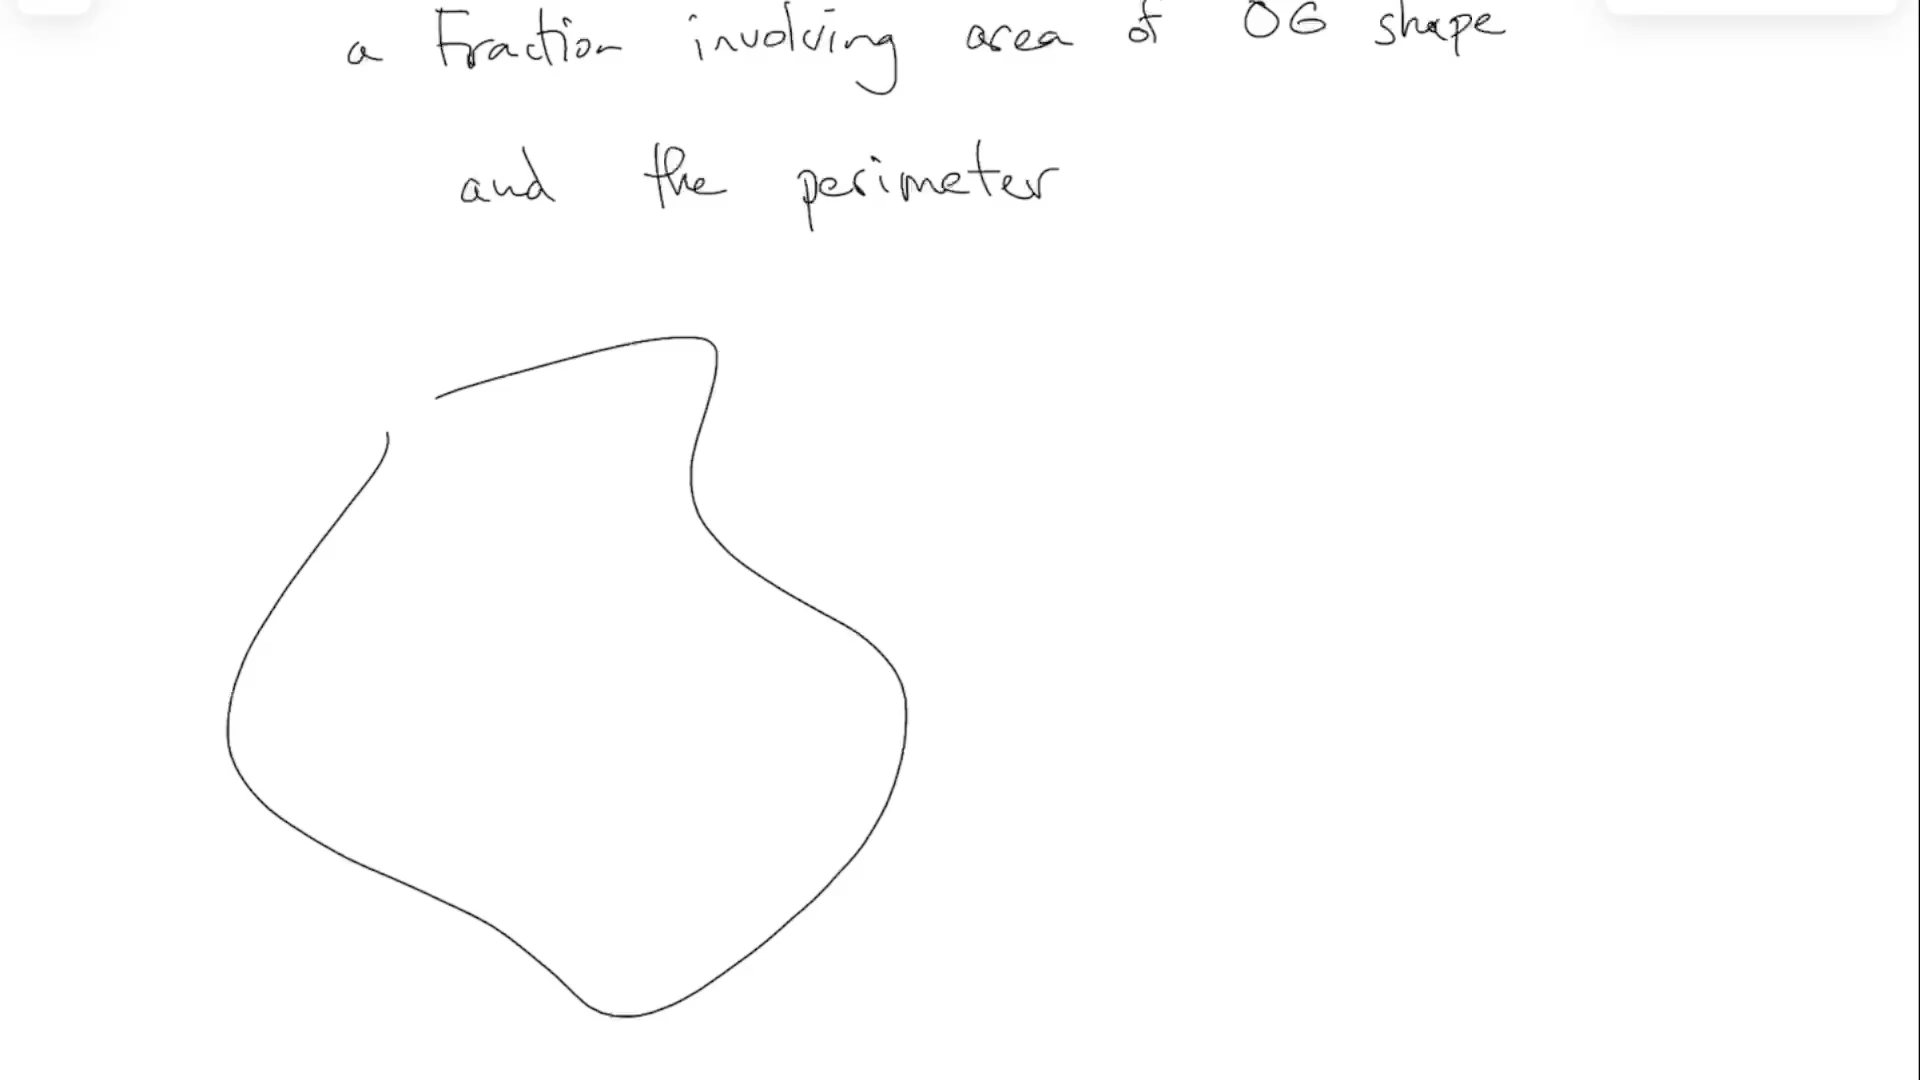 a Fraction involving area of OG shape
and the perimeter